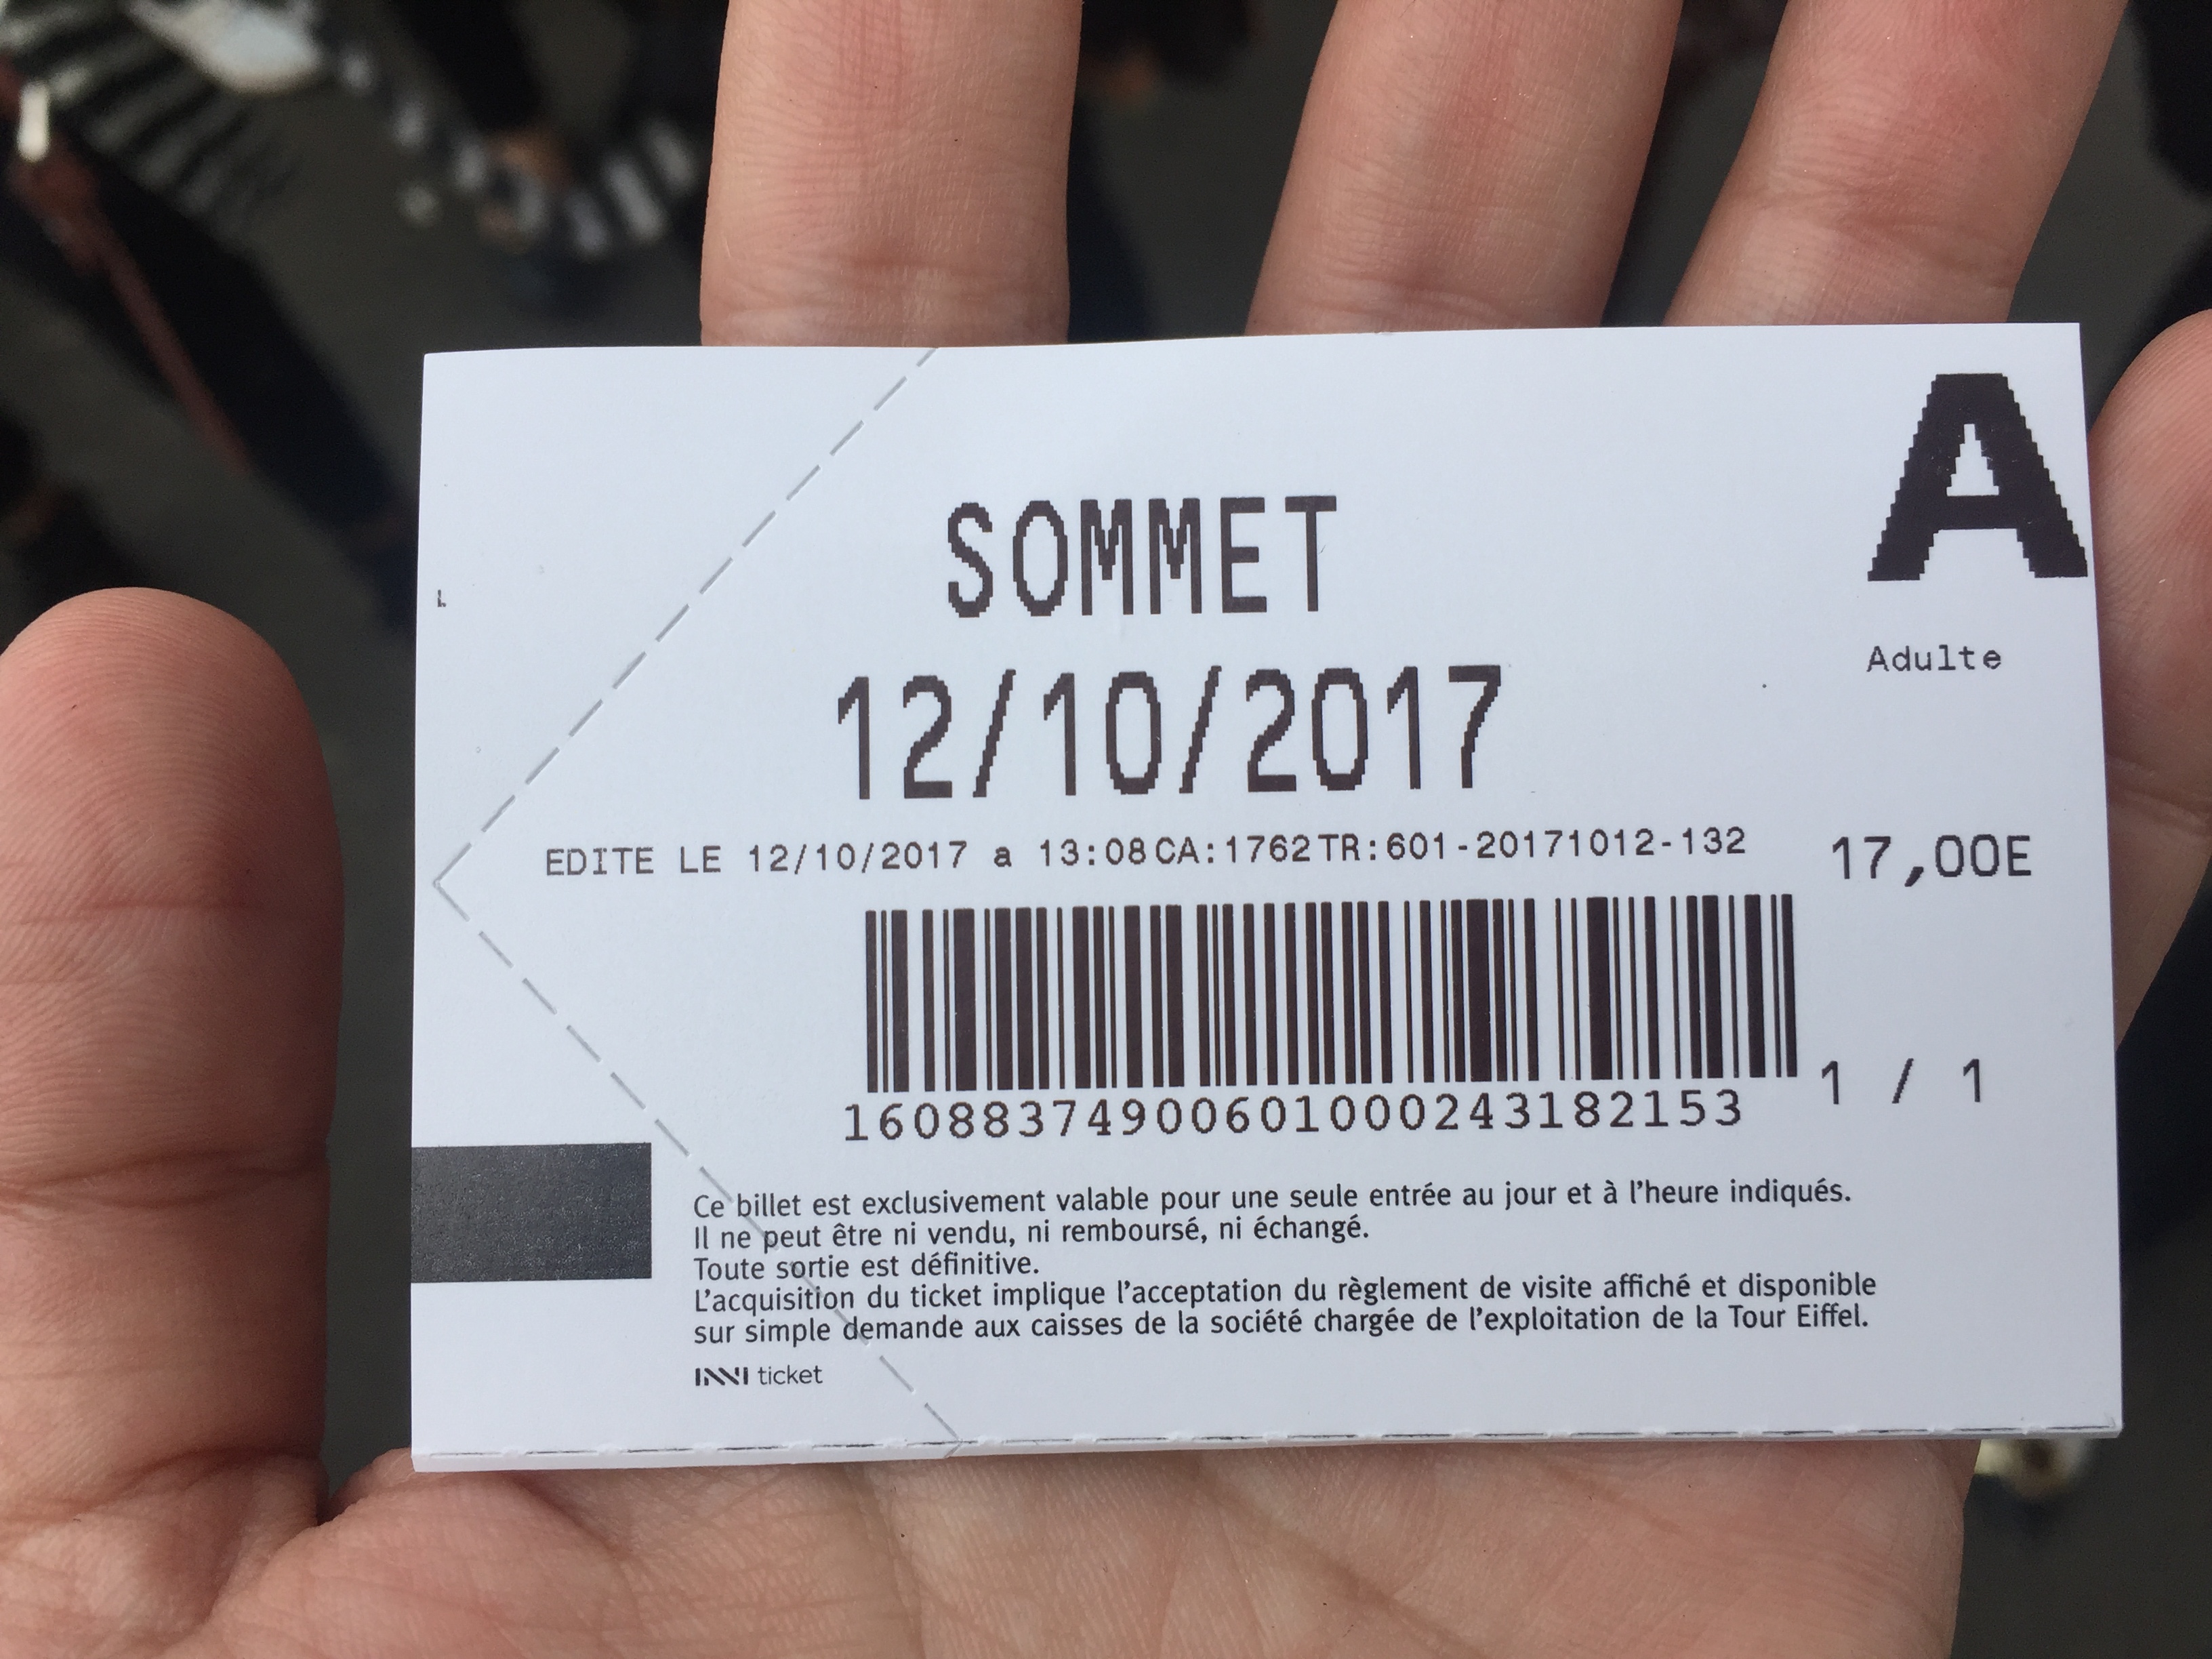 A
SOMMET
L
Adulte
12/10/2017
EDITE LE 12/10/2017 a 13:08 CA:1762 TR:601-20171012-132
17,00E
1 / 1
16088374900601000243182153
Ce billet est exclusivement valable pour une seule entrée au jour et à l'heure indiqués.
Il ne peut être ni vendu, ni remboursé, ni échangé.
Toute sortie est définitive.
L'acquisition du ticket implique l'acceptation du règlement de visite affiché et disponible
sur simple demande aux caisses de la société chargée de l'exploitation de la Tour Eiffel.
INNI ticket